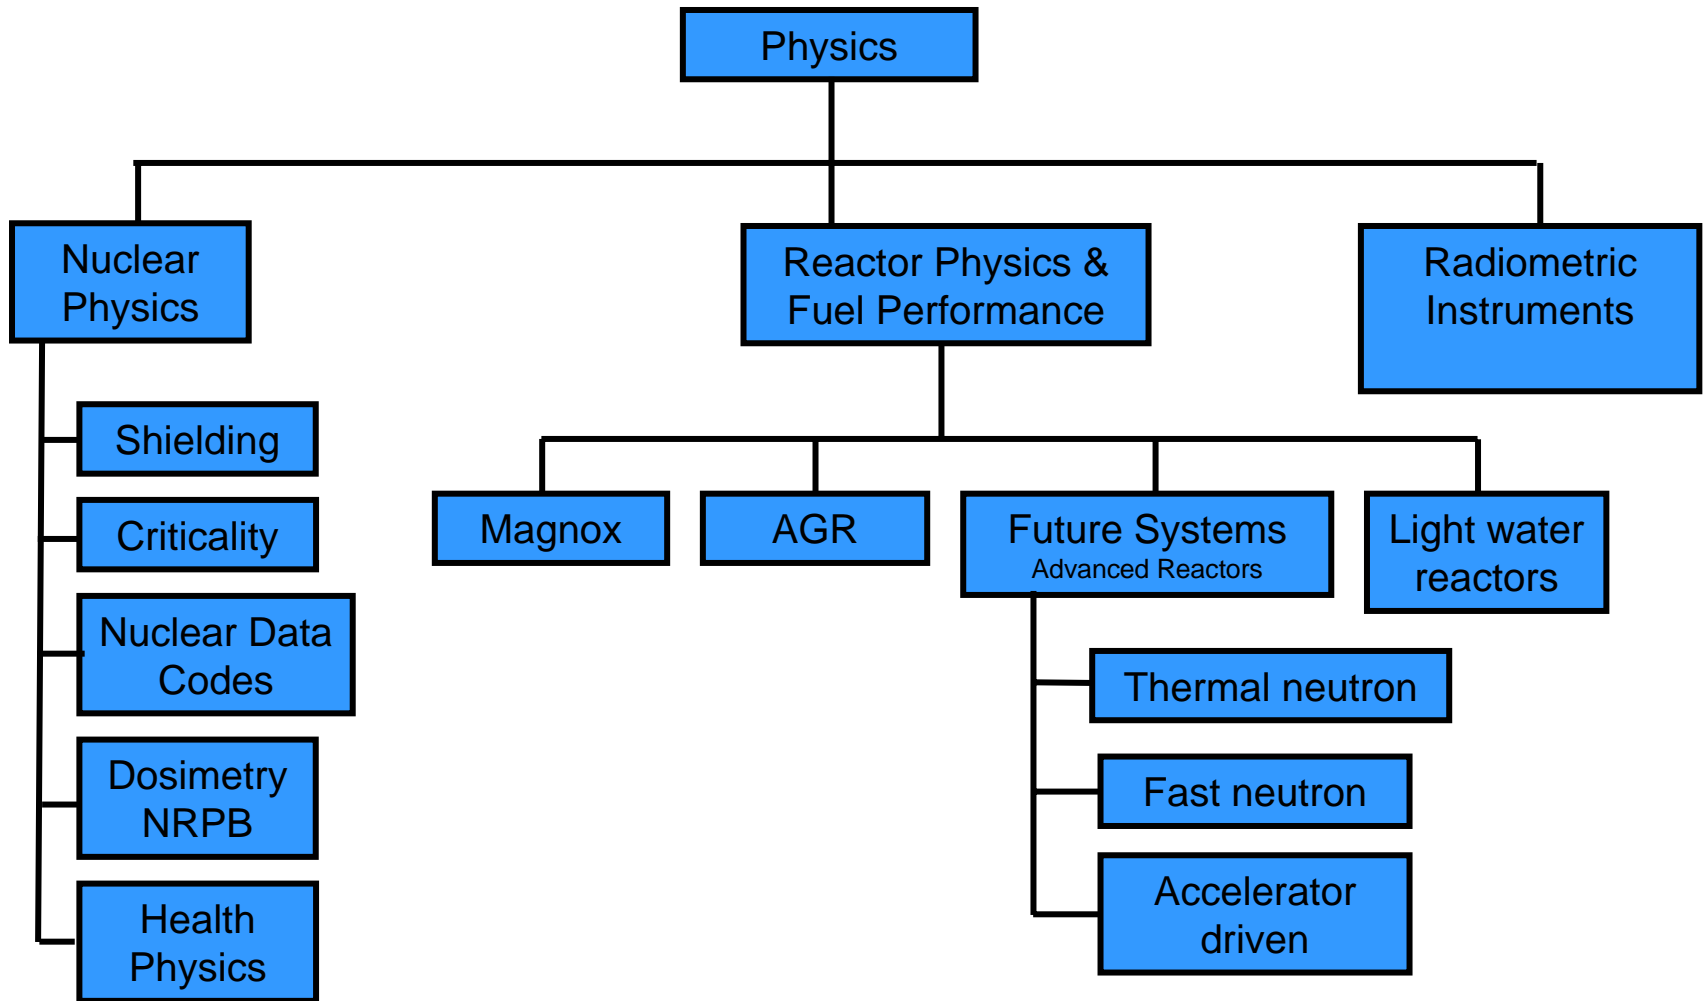 Physics
Nuclear
Physics
Reactor Physics &
Fuel Performance
Radiometric
Instruments
Shielding
Criticality
Nuclear Data
Codes
Dosimetry
NRPB
Health
Physics
Magnox
AGR
Future Systems
Advanced Reactors
Light water
reactors
Thermal neutron
Fast neutron
Accelerator
driven